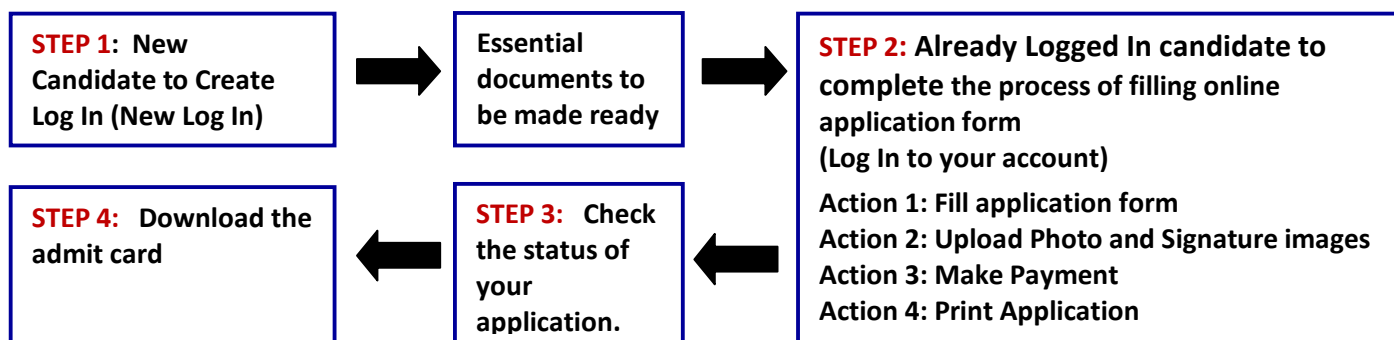 STEP 1: New
Candidate to Create
Log In (New Log In)
Essential
documents to
be made ready
STEP 2: Already Logged In candidate to
complete the process of filling online
application form
(Log In to your account)
Action 1: Fill application form
Action 2: Upload Photo and Signature images
Action 3: Make Payment
Action 4: Print Application
STEP 3: Check
the status of
your
application.
STEP 4: Download the
admit card